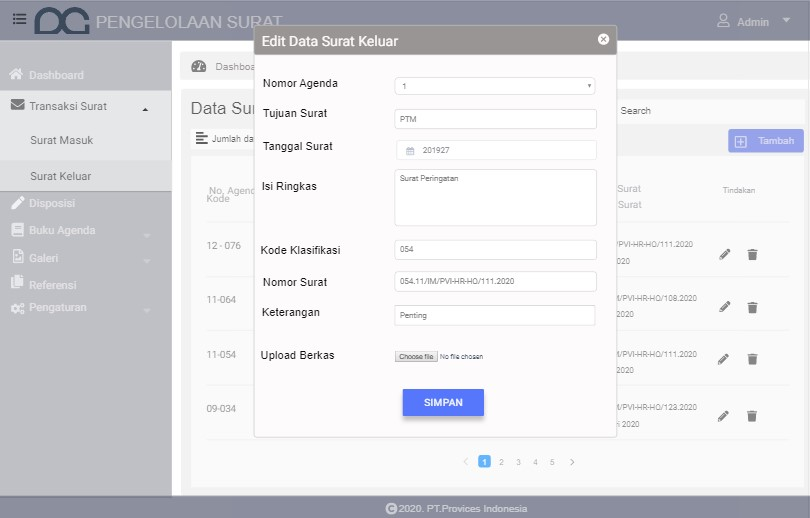 PENGELOLAAN SURAT
Admin
Edit Data Surat Keluar
Dashboard
Transaksi Surat
Surat Masuk
Surat Keluar
Disposisi
Buku Agenda
Galeri
Referensi
Pengaturan
Dashboa
Data Su
Search
Jumlah da
Tambah
No, Agend
Kode
Surat
Surat
Tindakan
12 - 076
/PVI-HR-HO/111.2020
020
11-064
I/PVI-HR-HO/108.2020
2020
11-054
I/PVI-HR-HO/111.2020
2020
09-034
I/PVI-HR-HO/123.2020
2020
Nomor Agenda
1
Tujuan Surat
PTM
Tanggal Surat
201927
Isi Ringkas
Surat Peringatan
Kode Klasifikasi
054
Nomor Surat
054.11/IM/PVI-HR-HO/111.2020
Keterangan
Penting
Upload Berkas
Choose file No file chosen
SIMPAN
< 1 2 3 4 5 >
© 2020. PT.Provices Indonesia